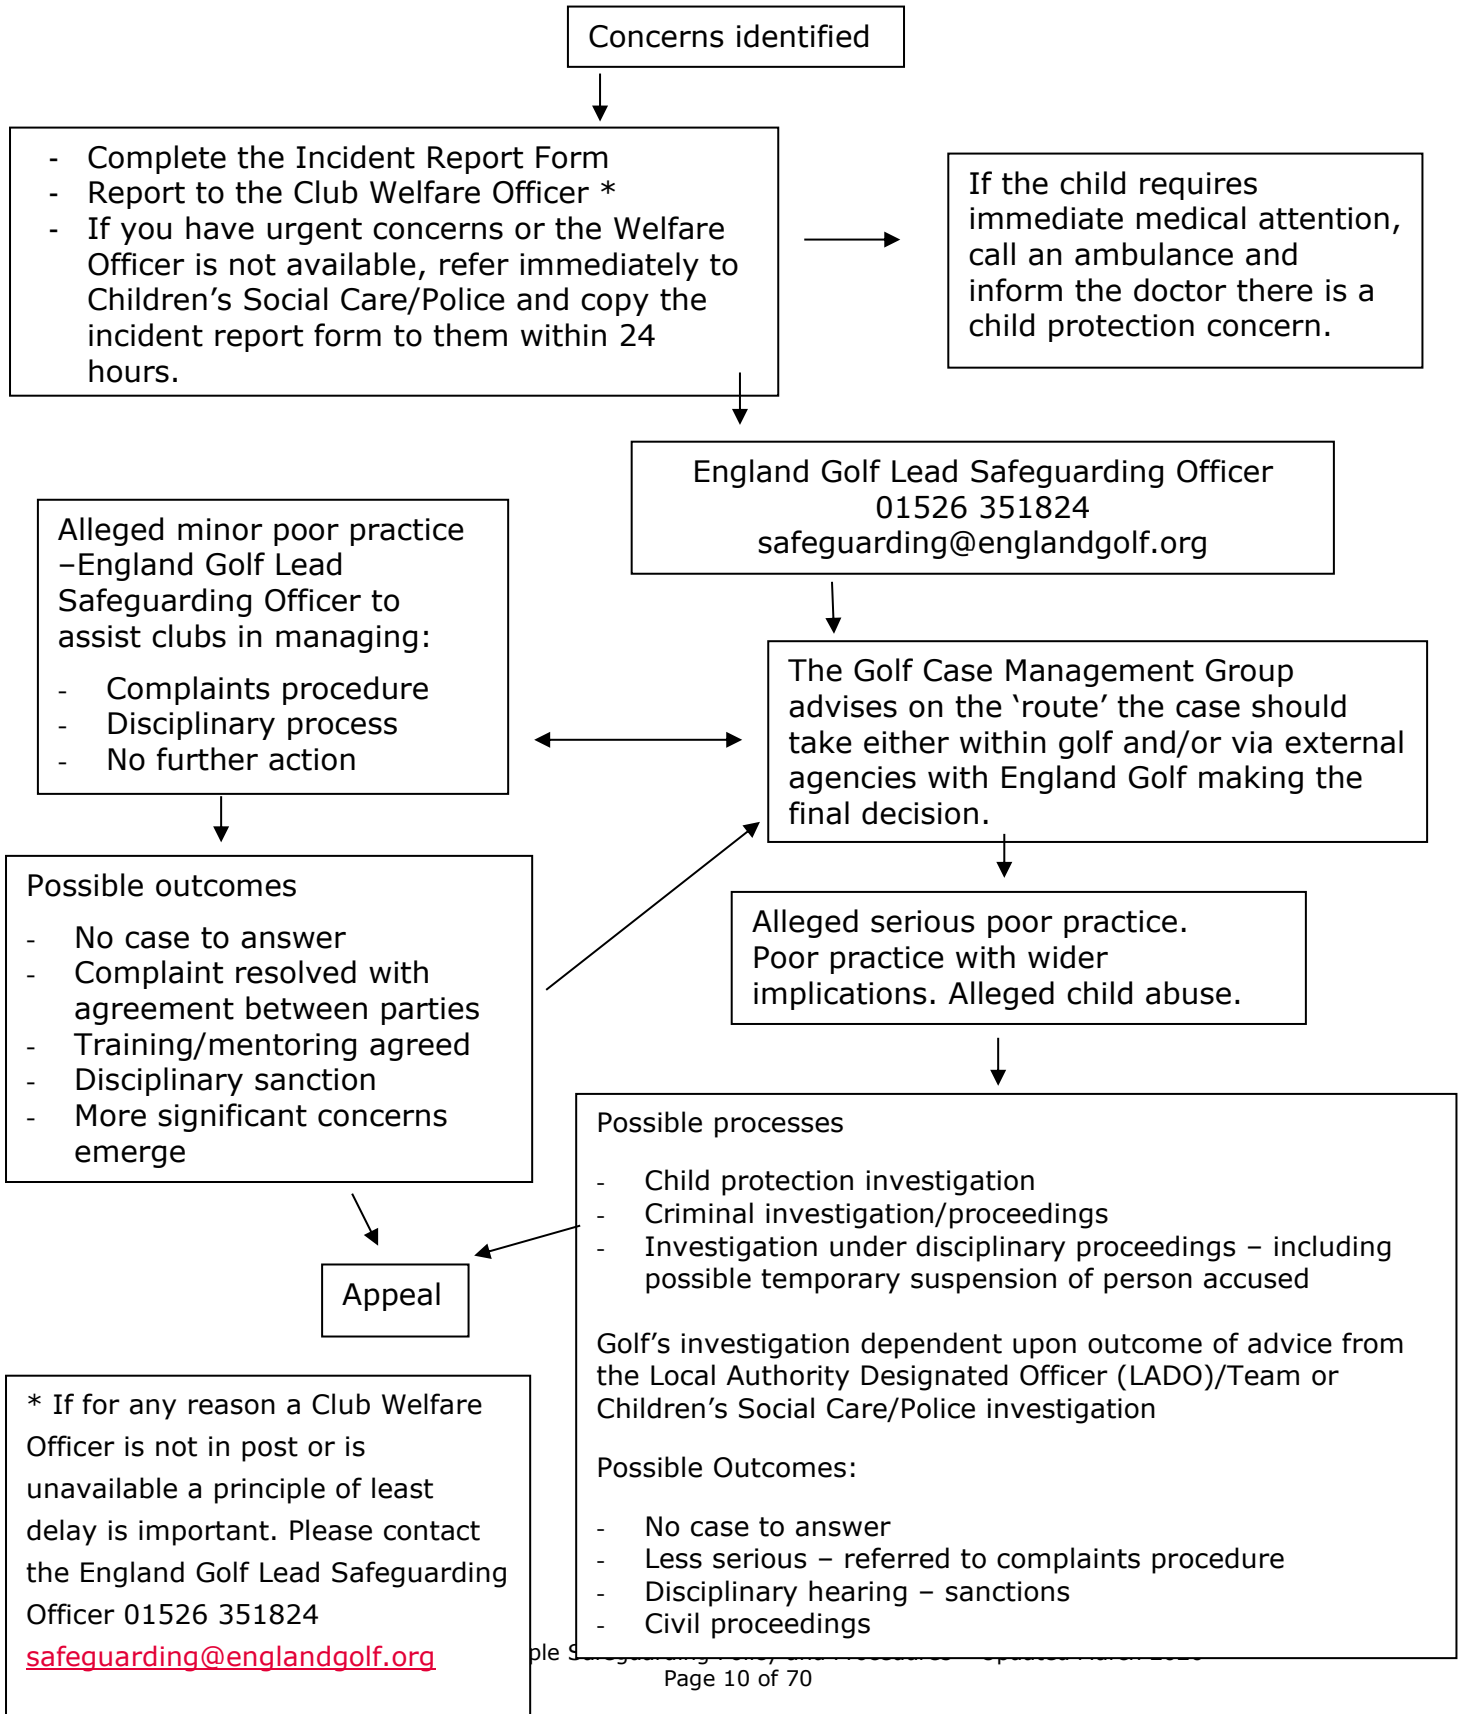 Concerns identified
- Complete the Incident Report Form
- Report to the Club Welfare Officer *
- If you have urgent concerns or the Welfare
Officer is not available, refer immediately to
Children’s Social Care/Police and copy the
incident report form to them within 24
hours.
If the child requires
immediate medical attention,
call an ambulance and
inform the doctor there is a
child protection concern.
England Golf Lead Safeguarding Officer
01526 351824
safeguarding@englandgolf.org
Alleged minor poor practice
–England Golf Lead
Safeguarding Officer to
assist clubs in managing:
- Complaints procedure
- Disciplinary process
- No further action
The Golf Case Management Group
advises on the ‘route’ the case should
take either within golf and/or via external
agencies with England Golf making the
final decision.
Possible outcomes
- No case to answer
- Complaint resolved with
agreement between parties
- Training/mentoring agreed
- Disciplinary sanction
- More significant concerns
emerge
Alleged serious poor practice.
Poor practice with wider
implications. Alleged child abuse.
Possible processes
- Child protection investigation
- Criminal investigation/proceedings
- Investigation under disciplinary proceedings – including
possible temporary suspension of person accused
Golf’s investigation dependent upon outcome of advice from
the Local Authority Designated Officer (LADO)/Team or
Children’s Social Care/Police investigation
Possible Outcomes:
- No case to answer
- Less serious – referred to complaints procedure
- Disciplinary hearing – sanctions
- Civil proceedings
Appeal
* If for any reason a Club Welfare
Officer is not in post or is
unavailable a principle of least
delay is important. Please contact
the England Golf Lead Safeguarding
Officer 01526 351824
safeguarding@englandgolf.org
Page 10 of 70